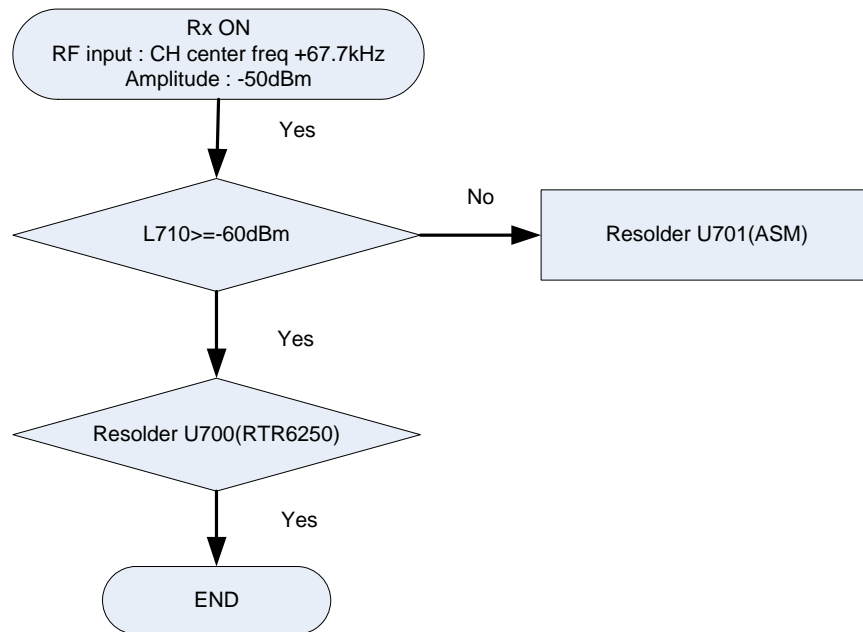 Rx ON
RF input : CH center freq +67.7kHz
Amplitude : -50dBm
Yes
No
L710>=-60dBm
Resolder U701(ASM)
Yes
Resolder U700(RTR6250)
Yes
END